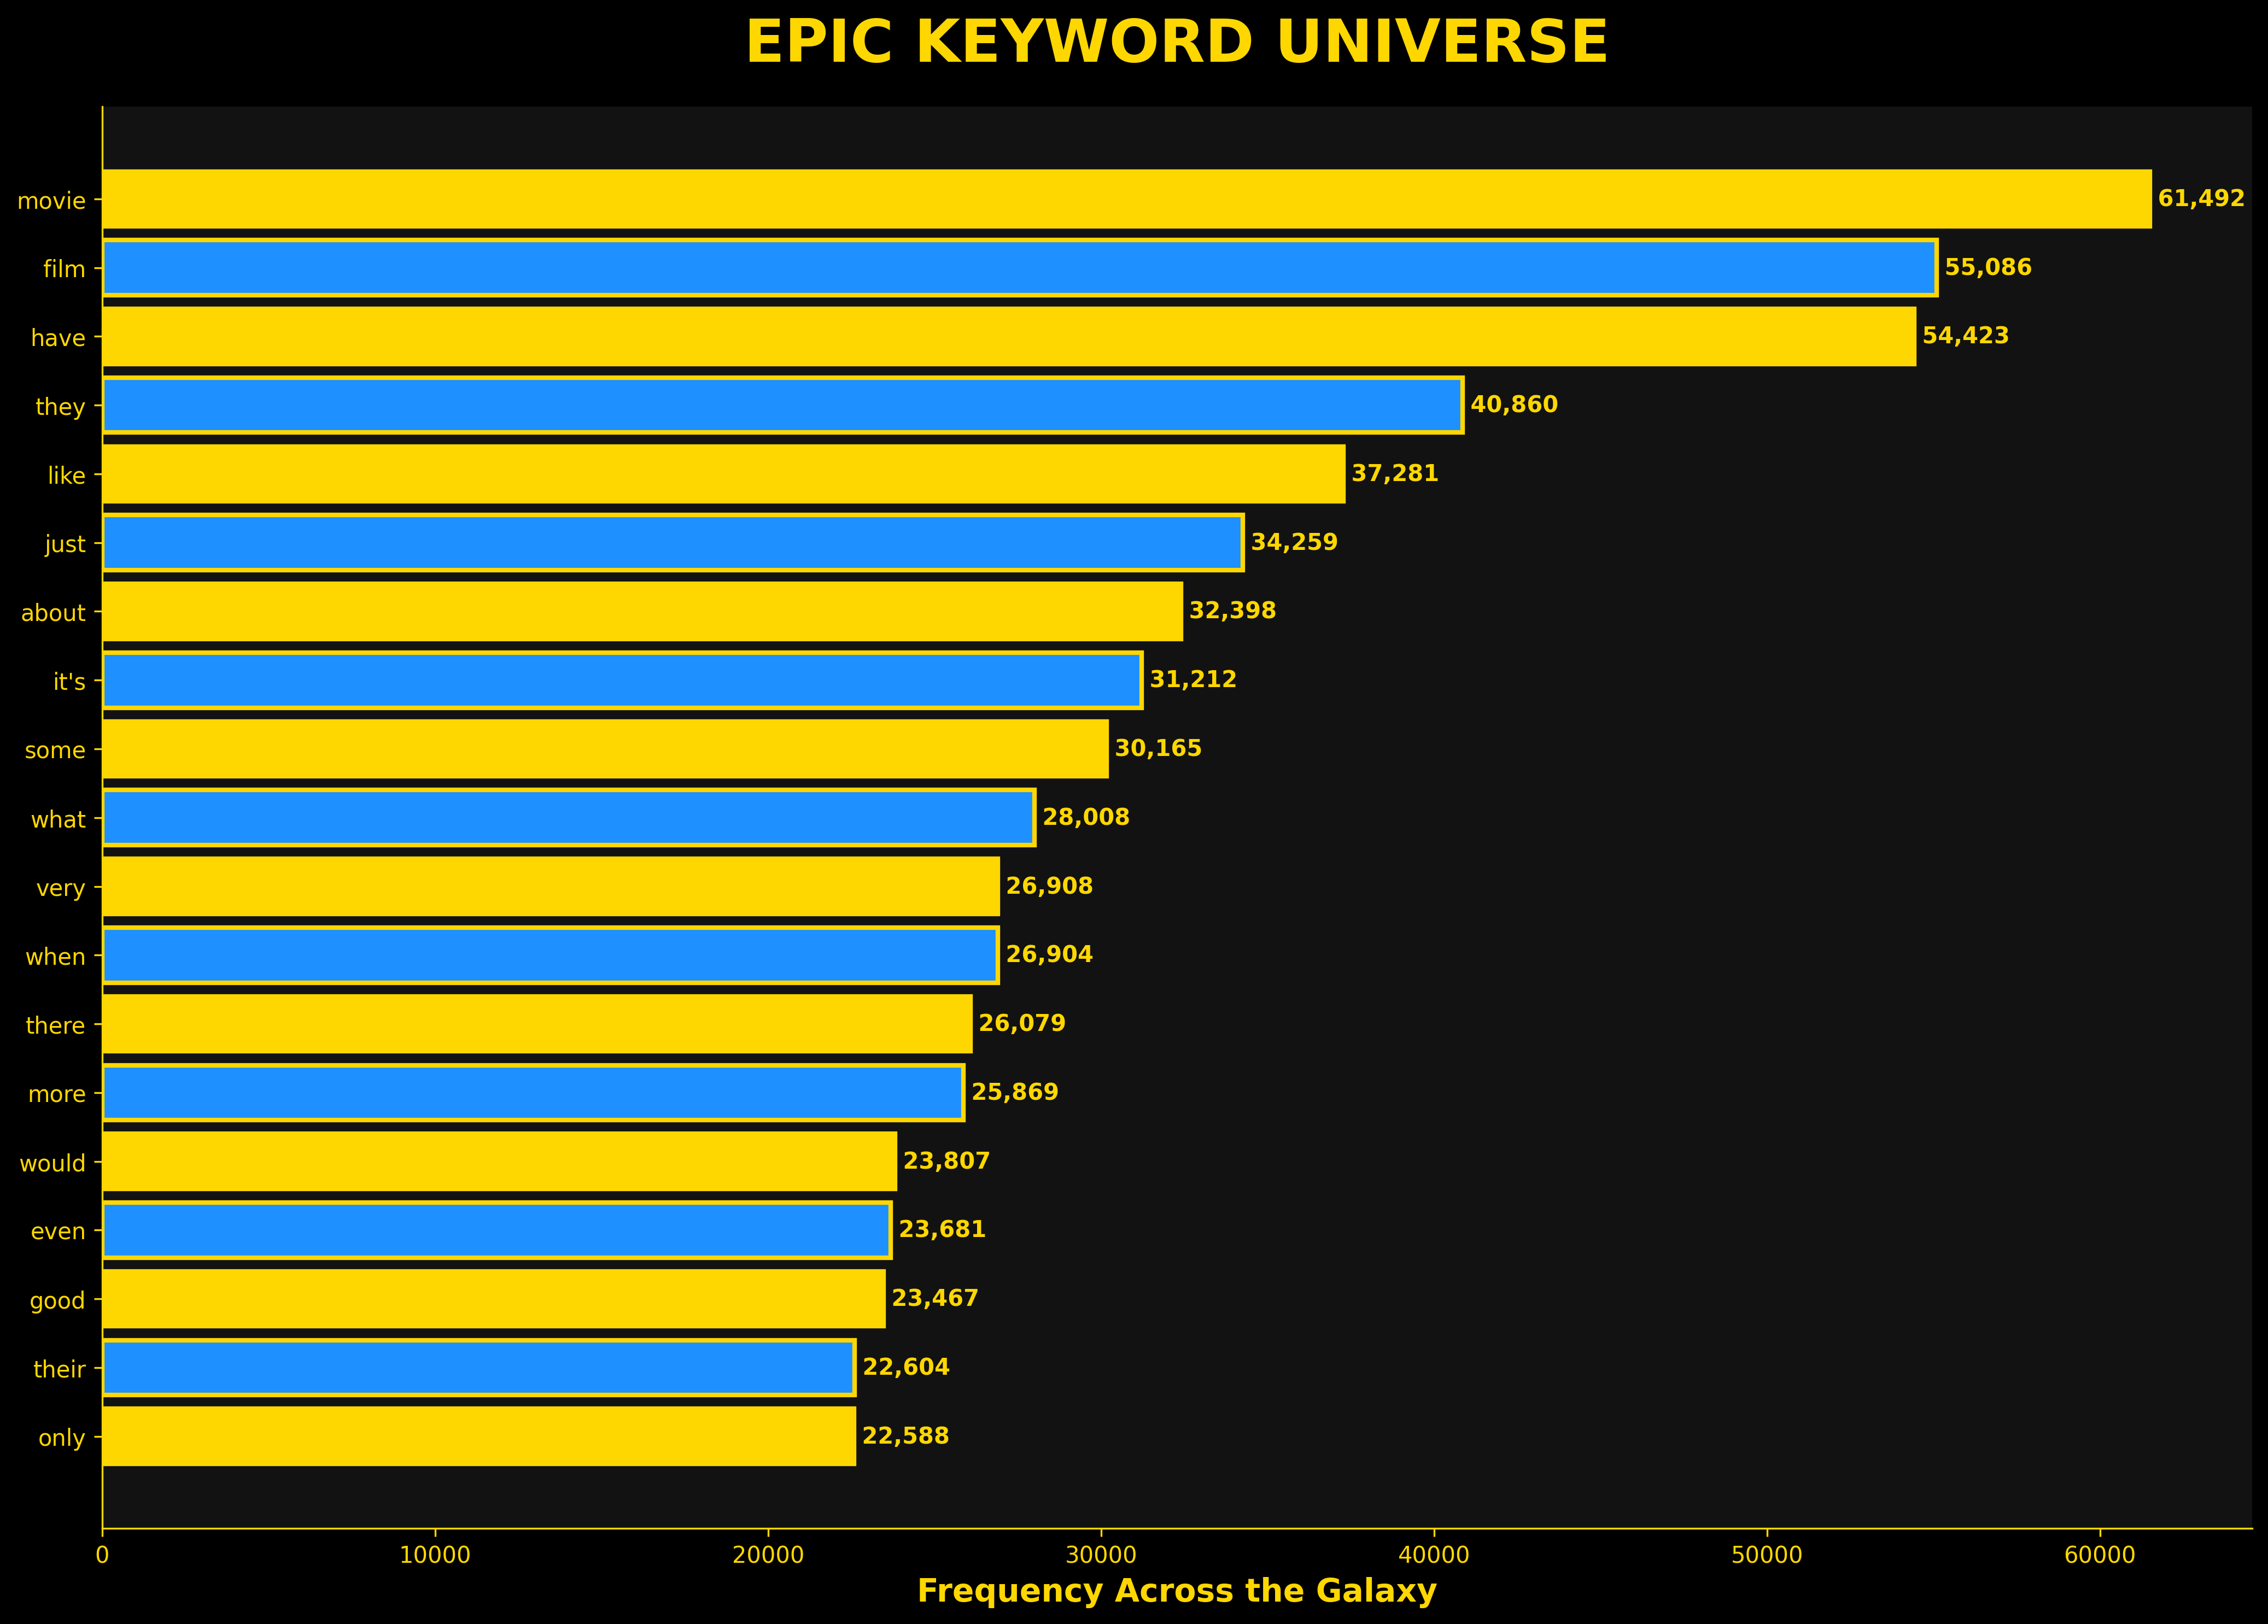 EPIC KEYWORD UNIVERSE
movie 61,492
film 55,086
have 54,423
they 40,860
like 37,281
just 34,259
about 32,398
it's 31,212
some 30,165
what 28,008
very 26,908
when 26,904
there 26,079
more 25,869
would 23,807
even 23,681
good 23,467
their 22,604
only 22,588
0 10000 20000 30000 40000 50000 60000
Frequency Across the Galaxy